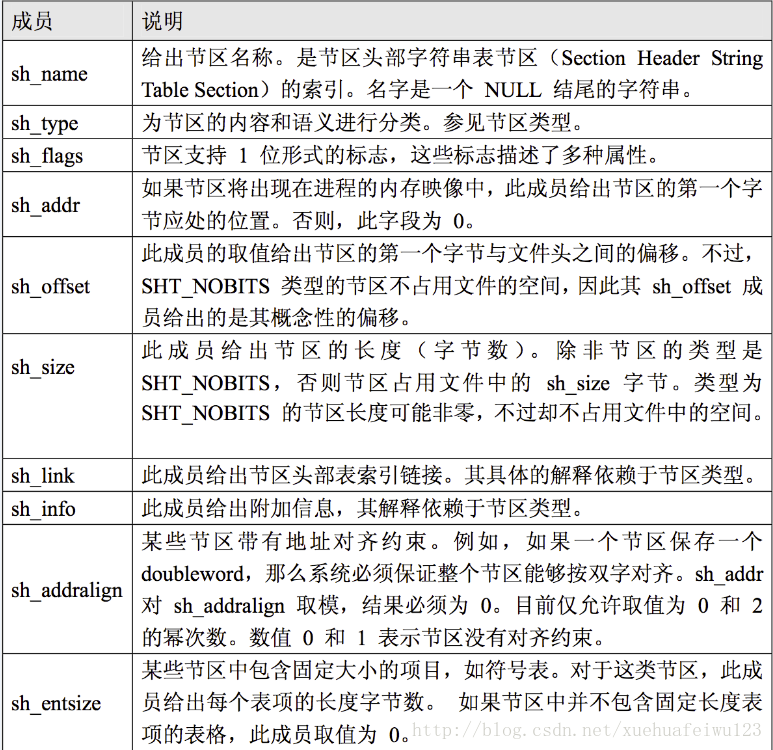 成员 说明
sh_name 给出节区名称。是节区头部字符串表节区（Section Header String
Table Section）的索引。名字是一个 NULL 结尾的字符串。
sh_type 为节区的内容和语义进行分类。参见节区类型。
sh_flags 节区支持 1 位形式的标志，这些标志描述了多种属性。
sh_addr 如果节区将出现在进程的内存映像中，此成员给出节区的第一个字
节应处的位置。否则，此字段为 0。
sh_offset 此成员的取值给出节区的第一个字节与文件头之间的偏移。不过，
SHT_NOBITS 类型的节区不占用文件的空间，因此其 sh_offset 成
员给出的是其概念性的偏移。
sh_size 此成员给出节区的长度（字节数）。除非节区的类型是
SHT_NOBITS，否则节区占用文件中的 sh_size 字节。类型为
SHT_NOBITS 的节区长度可能非零，不过却不占用文件中的空间。
sh_link 此成员给出节区头部表索引链接。其具体的解释依赖于节区类型。
sh_info 此成员给出附加信息，其解释依赖于节区类型。
sh_addralign 某些节区带有地址对齐约束。例如，如果一个节区保存一个
doubleword，那么系统必须保证整个节区能够按双字对齐。sh_addr
对 sh_addralign 取模，结果必须为 0。目前仅允许取值为 0 和 2
的幂次数。数值 0 和 1 表示节区没有对齐约束。
sh_entsize 某些节区中包含固定大小的项目，如符号表。对于这类节区，此成
员给出每个表项的长度字节数。 如果节区中并不包含固定长度表
项的表格，此成员取值为 0。
http://blog.csdn.net/xuehuafeiwu123